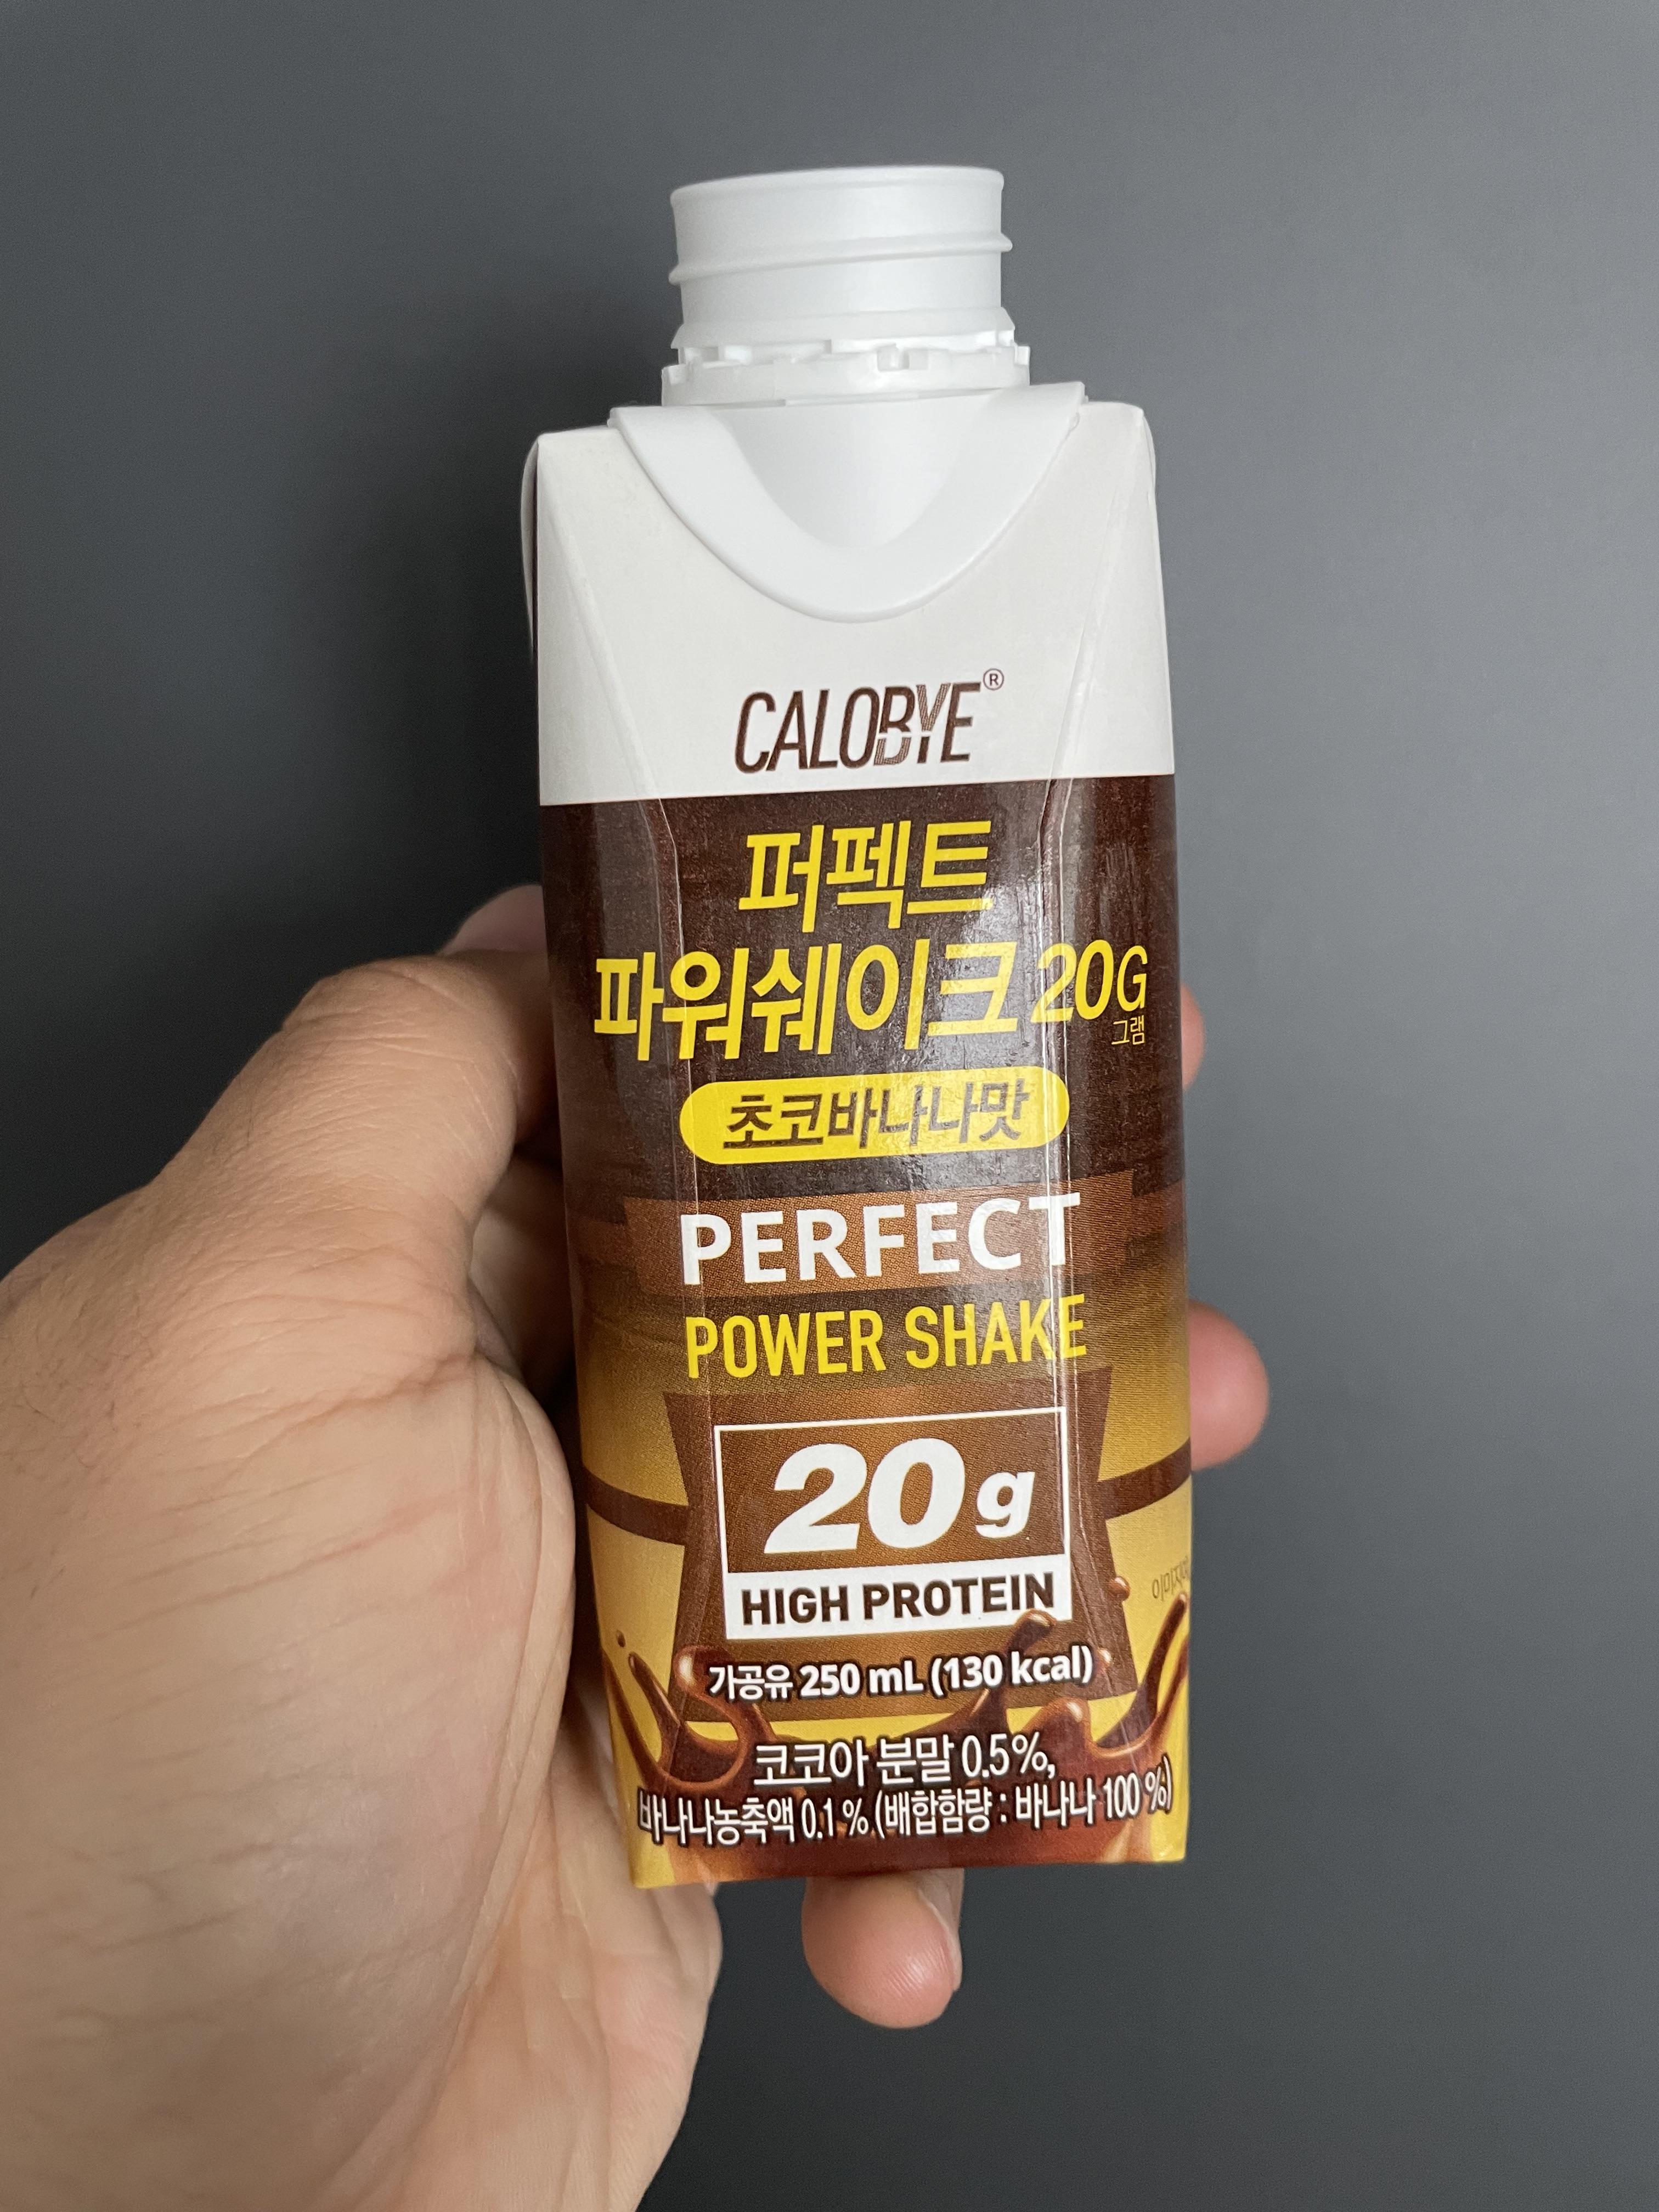 CALOBYE®
퍼펙트
파워쉐이크 20G
그램
초코바나나맛
PERFECT
POWER SHAKE
20g
HIGH PROTEIN
가공유 250 mL (130 kcal)
코코아 분말 0.5%,
바나나농축액 0.1% (배합함량 : 바나나 100%)